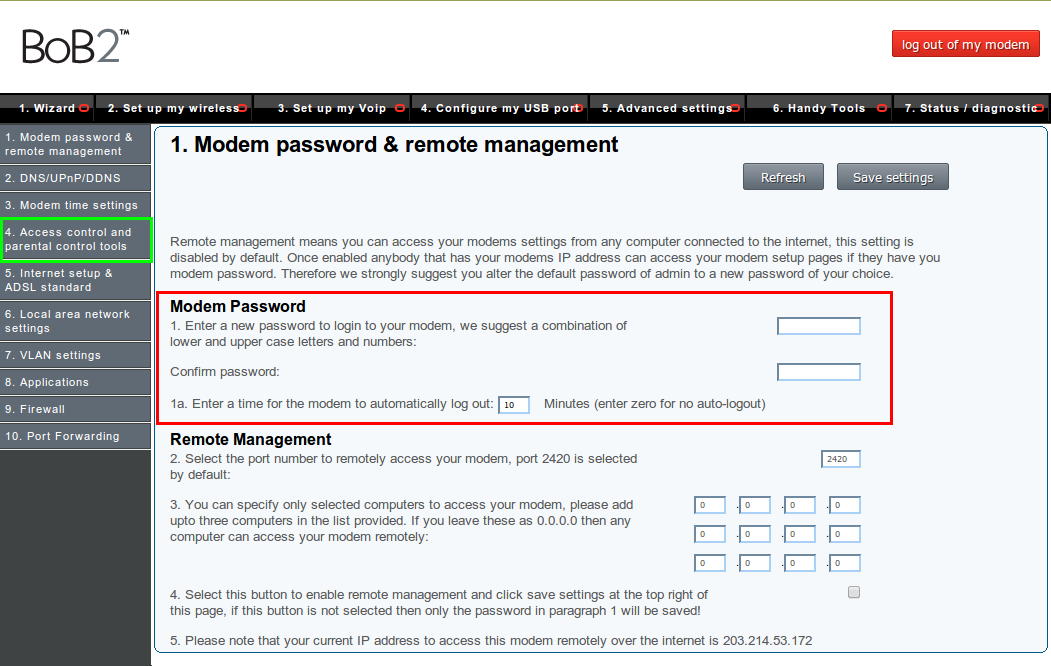 BoB2™
log out of my modem
1. Wizard
2. Set up my wireless
3. Set up my Voip
4. Configure my USB port
5. Advanced settings
6. Handy Tools
7. Status / diagnostic
1. Modem password &
remote management
2. DNS/UPnP/DDNS
3. Modem time settings
4. Access control and
parental control tools
5. Internet setup &
ADSL standard
6. Local area network
settings
7. VLAN settings
8. Applications
9. Firewall
10. Port Forwarding
1. Modem password & remote management
Refresh
Save settings
Remote management means you can access your modems settings from any computer connected to the internet, this setting is
disabled by default. Once enabled anybody that has your modems IP address can access your modem setup pages if they have you
modem password. Therefore we strongly suggest you alter the default password of admin to a new password of your choice.
Modem Password
1. Enter a new password to login to your modem, we suggest a combination of
lower and upper case letters and numbers:
Confirm password:
1a. Enter a time for the modem to automatically log out: 10 Minutes (enter zero for no auto-logout)
Remote Management
2. Select the port number to remotely access your modem, port 2420 is selected
by default:
2420
3. You can specify only selected computers to access your modem, please add
upto three computers in the list provided. If you leave these as 0.0.0.0 then any
computer can access your modem remotely:
0 .0 .0 .0
0 .0 .0 .0
0 .0 .0 .0
4. Select this button to enable remote management and click save settings at the top right of
this page, if this button is not selected then only the password in paragraph 1 will be saved!
5. Please note that your current IP address to access this modem remotely over the internet is 203.214.53.172